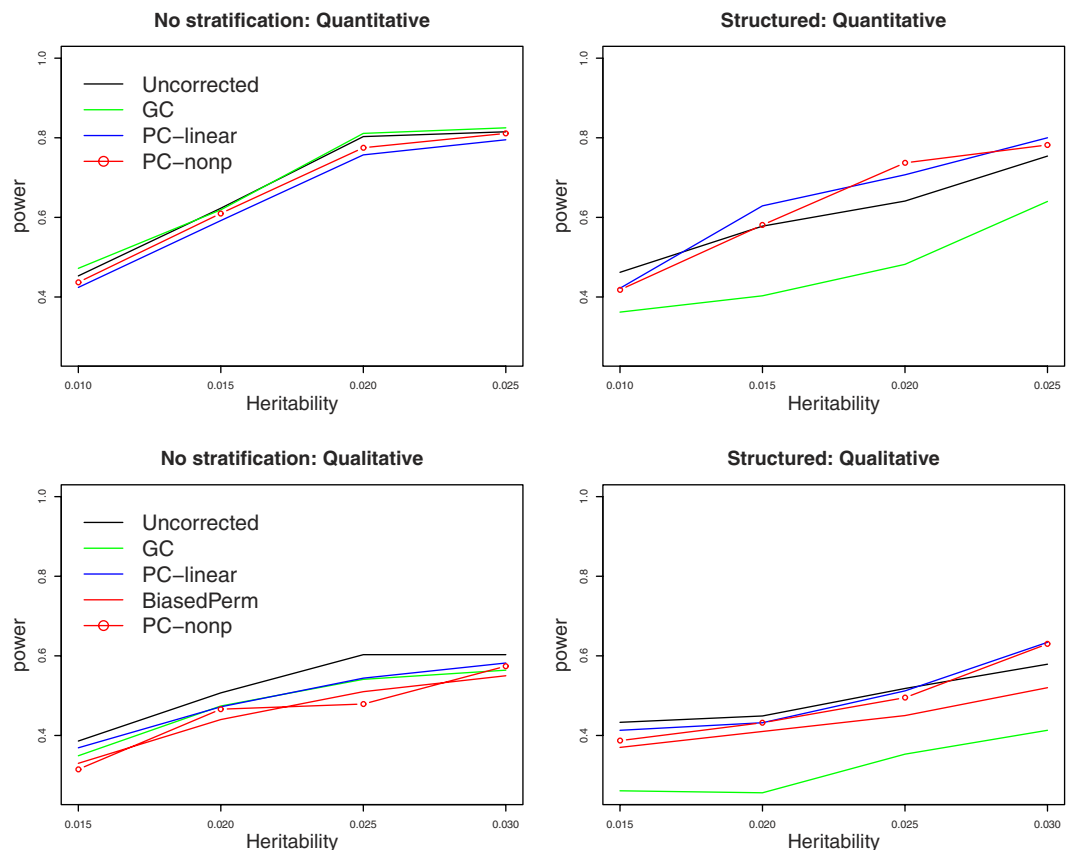 No stratification: Quantitative
1.0
0.8
0.6
0.4
power
Uncorrected
GC
PC−linear
PC−nonp
0.010
0.015
0.020
0.025
Heritability
Structured: Quantitative
1.0
0.8
0.6
0.4
power
0.010
0.015
0.020
0.025
Heritability
No stratification: Qualitative
1.0
0.8
0.6
0.4
power
Uncorrected
GC
PC−linear
BiasedPerm
PC−nonp
0.015
0.020
0.025
0.030
Heritability
Structured: Qualitative
1.0
0.8
0.6
0.4
power
0.015
0.020
0.025
0.030
Heritability